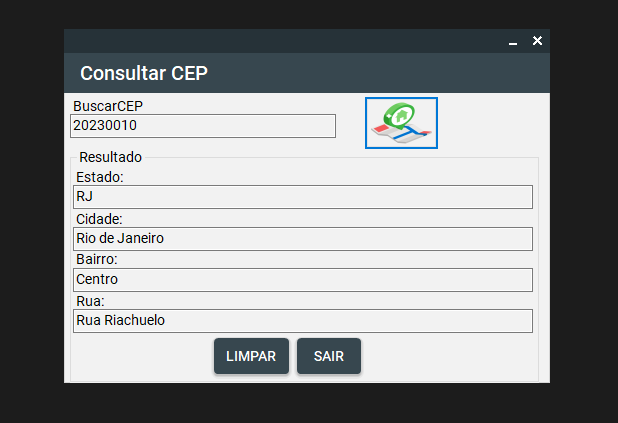 Consultar CEP
BuscarCEP
20230010
Resultado
Estado:
RJ
Cidade:
Rio de Janeiro
Bairro:
Centro
Rua:
Rua Riachuelo
LIMPAR SAIR